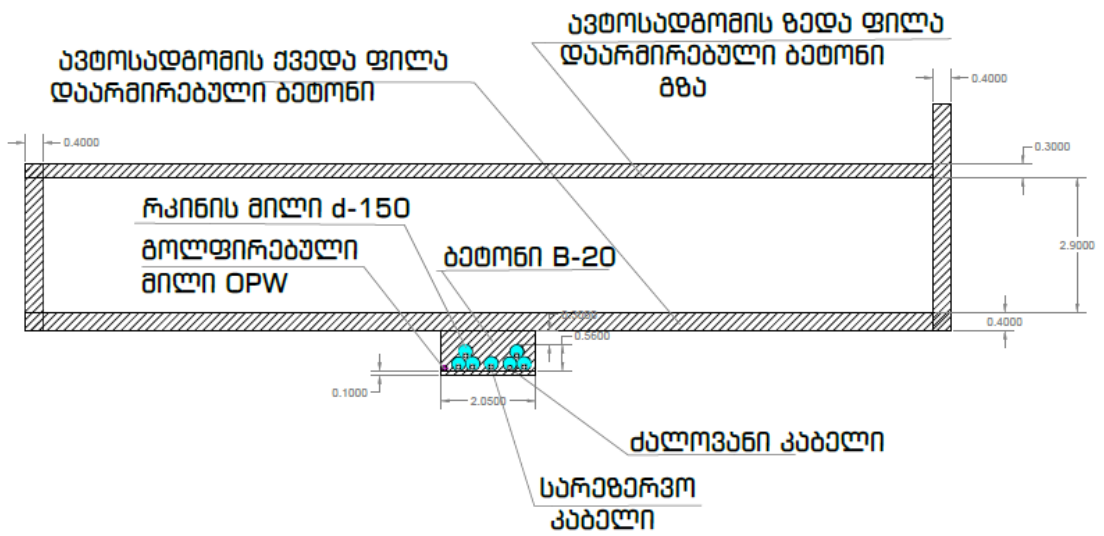 ავტოსადგომის ზედა ფილა
დაარმირებული ბეტონი
გზა
ავტოსადგომის ქვედა ფილა
დაარმირებული ბეტონი
0.4000
0.4000
0.3000
რკინის მილი d-150
გოლფირებული
მილი OPW
ბეტონი B-20
2.9000
0.4000
0.5600
0.1000
2.0500
ძალოვანი კაბელი
სარეზერვო
კაბელი